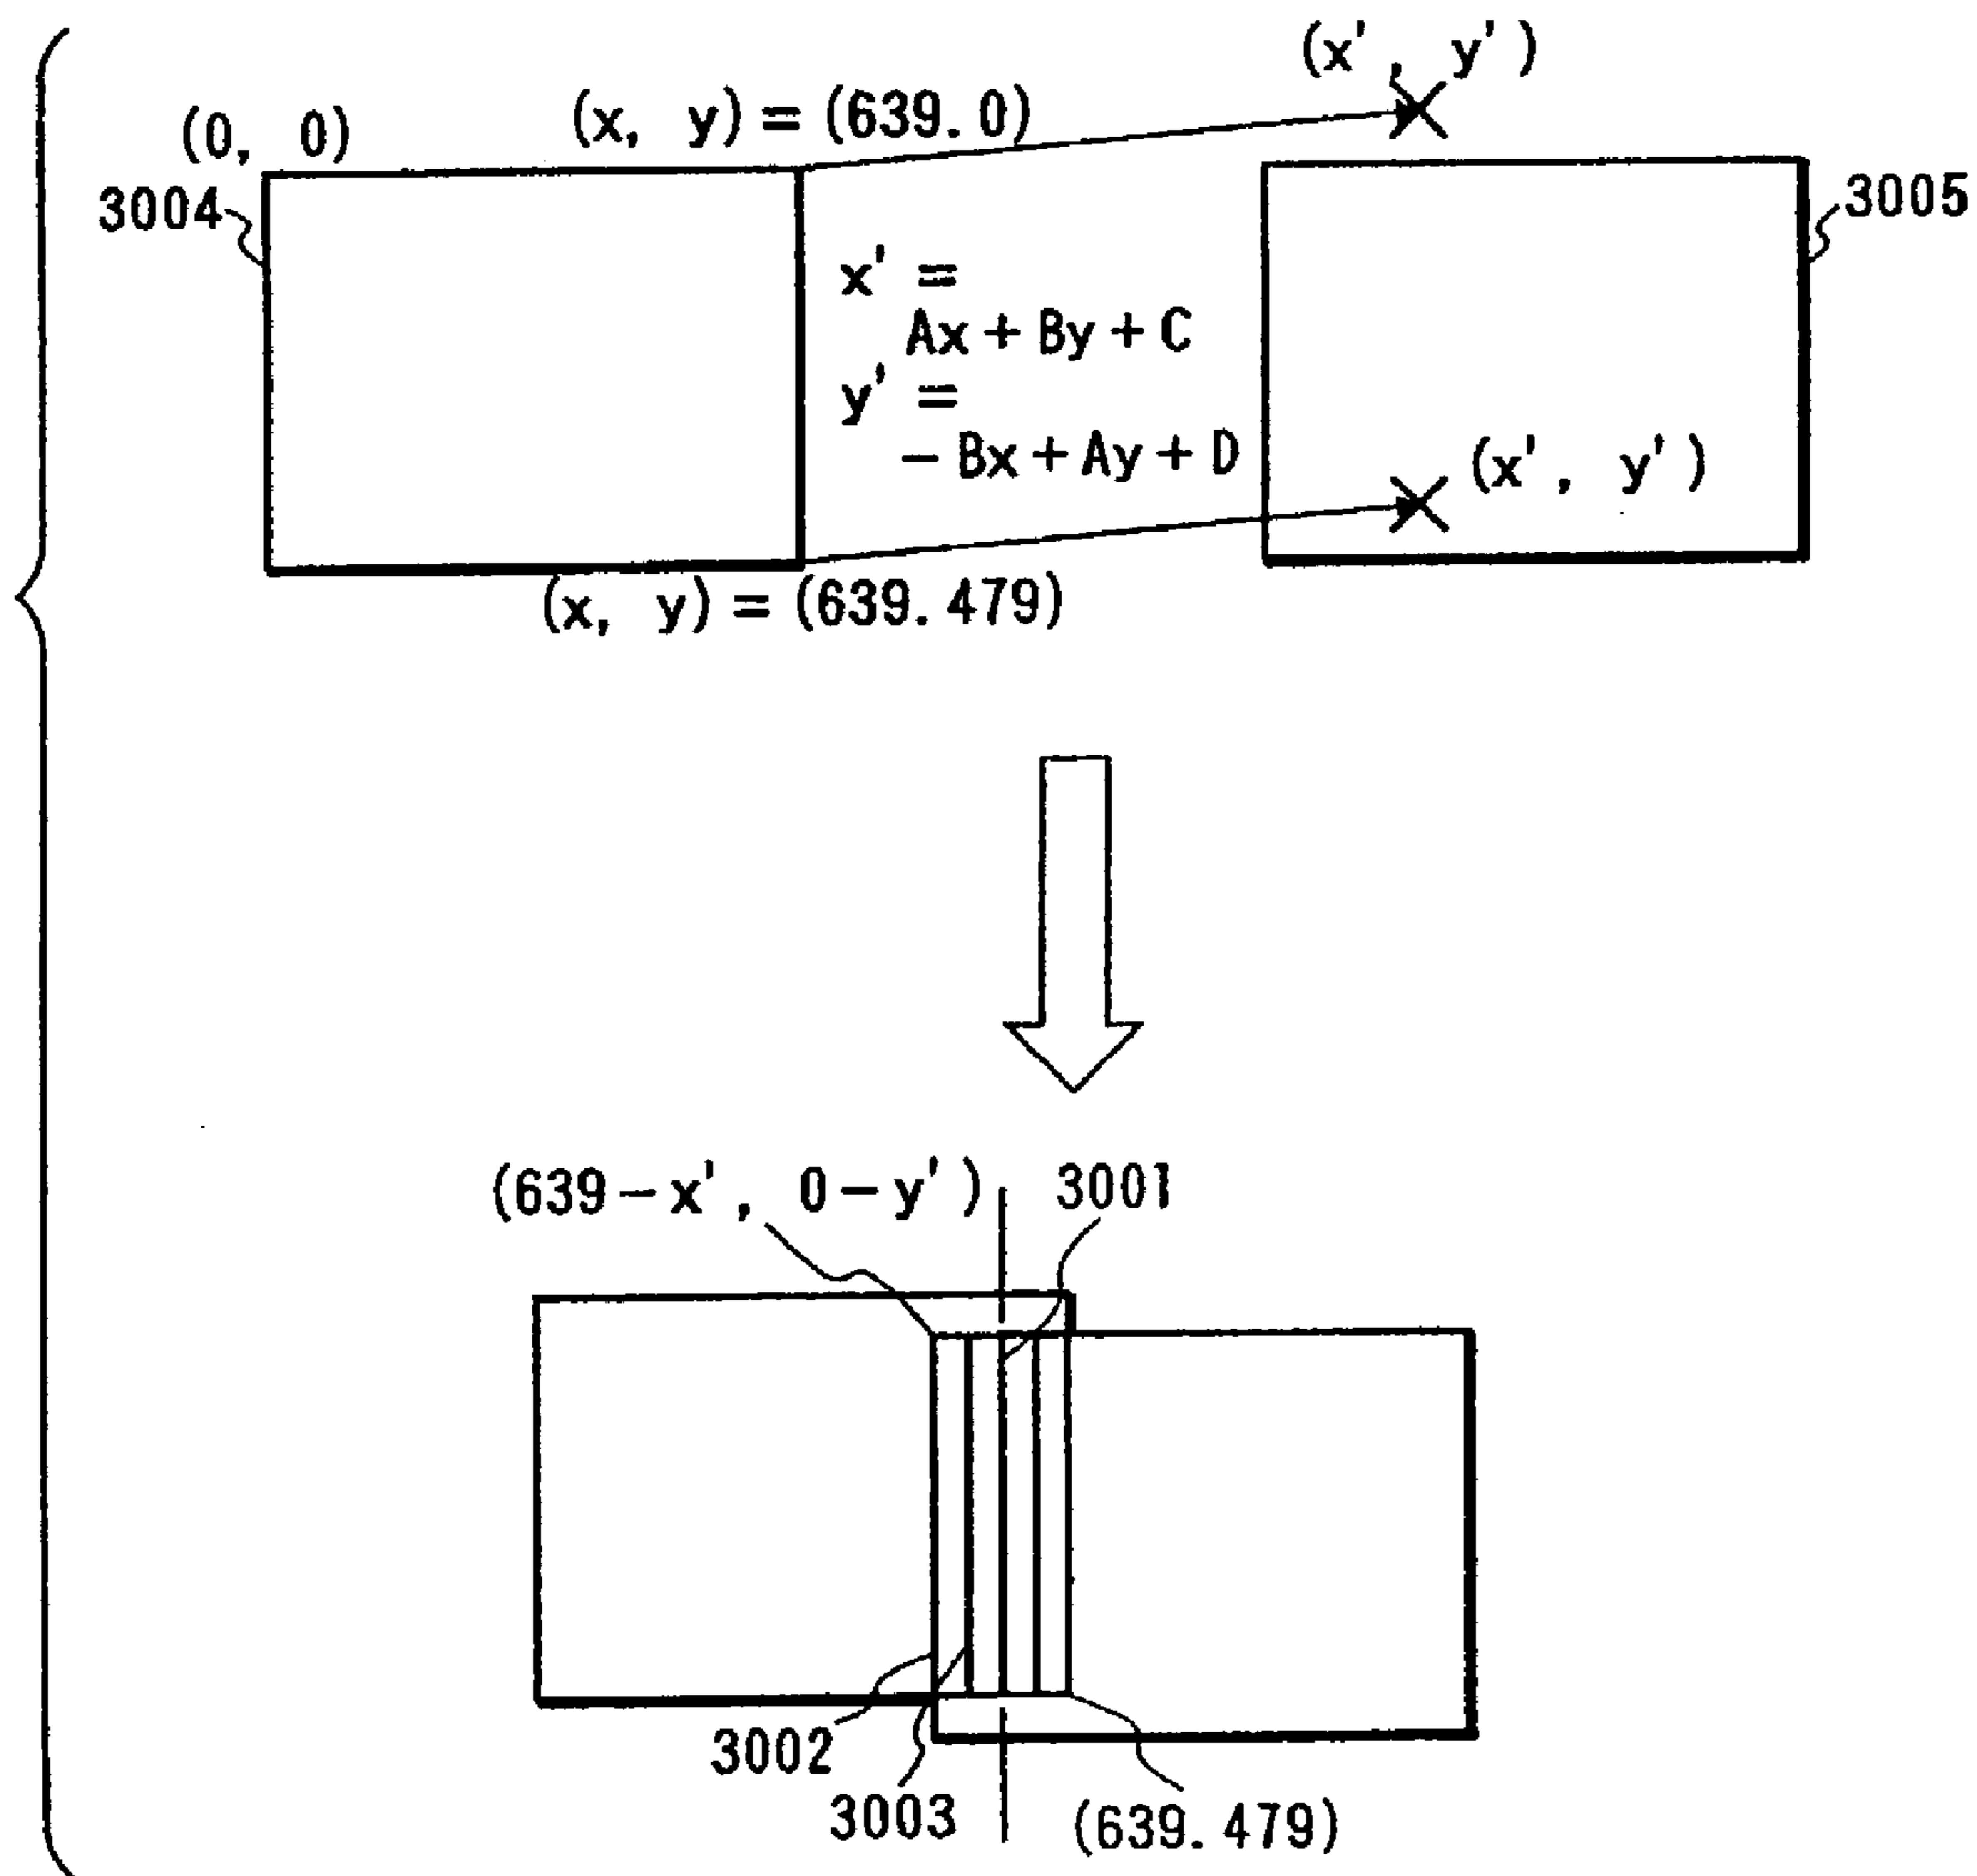 (x', y')
(0, 0)
(x, y) = (639. 0)
3004
3005
x' =
Ax + By + C
y' =
- Bx + Ay + D
(x', y')
(x, y) = (639. 479)
(639 - x', 0 - y')
3001
3002
3003
(639. 479)